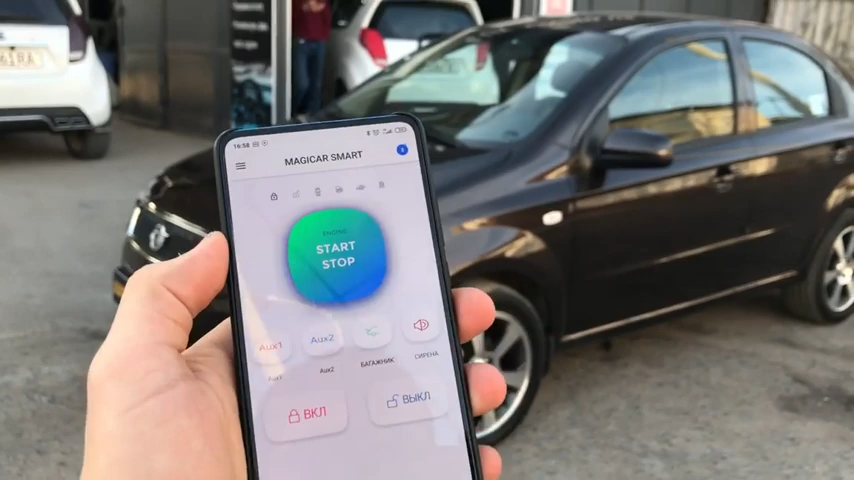 16:58
MAGICAR SMART
ENGINE
START
STOP
Aux1
Aux2
Aux1
Aux2
БАГАЖНИК
СИРЕНА
ВКЛ
ВЫКЛ